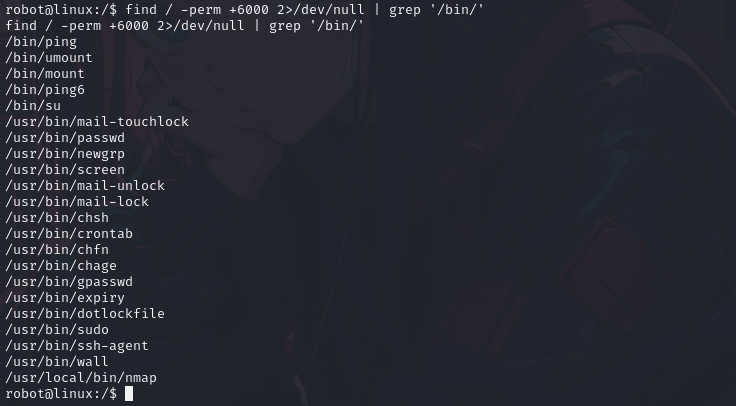 robot@linux:/$ find / -perm +6000 2>/dev/null | grep '/bin/'
find / -perm +6000 2>/dev/null | grep '/bin/'
/bin/ping
/bin/umount
/bin/mount
/bin/ping6
/bin/su
/usr/bin/mail-touchlock
/usr/bin/passwd
/usr/bin/newgrp
/usr/bin/screen
/usr/bin/mail-unlock
/usr/bin/mail-lock
/usr/bin/chsh
/usr/bin/crontab
/usr/bin/chfn
/usr/bin/chage
/usr/bin/gpasswd
/usr/bin/expiry
/usr/bin/dotlockfile
/usr/bin/sudo
/usr/bin/ssh-agent
/usr/bin/wall
/usr/local/bin/nmap
robot@linux:/$